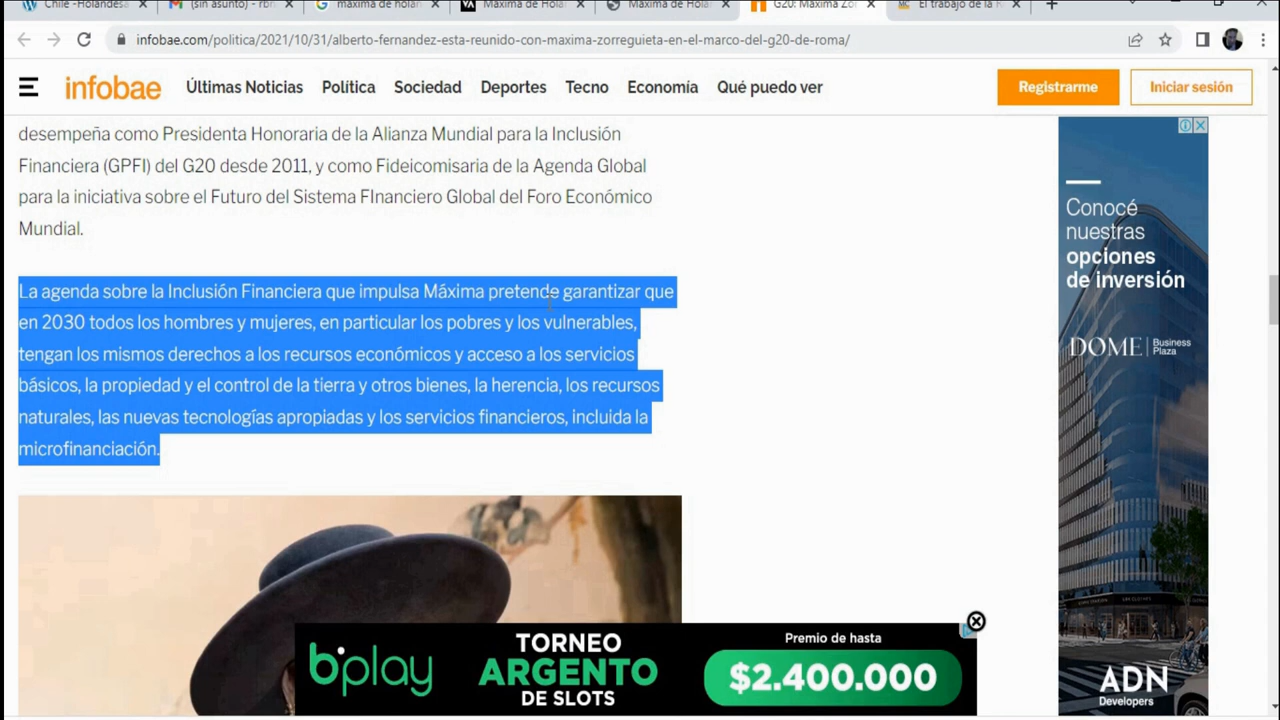 Chile -Holandesa
(sin asunto) - rbn
maxima de holan
Máxima de Holan
Máxima de Holan
G20: Máxima Zor
El trabajo de la R
infobae.com/politica/2021/10/31/alberto-fernandez-esta-reunido-con-maxima-zorreguieta-en-el-marco-del-g20-de-roma/
infobae
Últimas Noticias
Política
Sociedad
Deportes
Tecno
Economía
Qué puedo ver
Registrarme
Iniciar sesión
desempeña como Presidenta Honoraria de la Alianza Mundial para la Inclusión
Financiera (GPFI) del G20 desde 2011, y como Fideicomisaria de la Agenda Global
para la iniciativa sobre el Futuro del Sistema FInanciero Global del Foro Económico
Mundial.
La agenda sobre la Inclusión Financiera que impulsa Máxima pretende garantizar que
en 2030 todos los hombres y mujeres, en particular los pobres y los vulnerables,
tengan los mismos derechos a los recursos económicos y acceso a los servicios
básicos, la propiedad y el control de la tierra y otros bienes, la herencia, los recursos
naturales, las nuevas tecnologías apropiadas y los servicios financieros, incluida la
microfinanciación.
Conocé
nuestras
opciones
de inversión
DOME
Business
Plaza
ADN
Developers
bplay
TORNEO
ARGENTO
DE SLOTS
Premio de hasta
$2.400.000